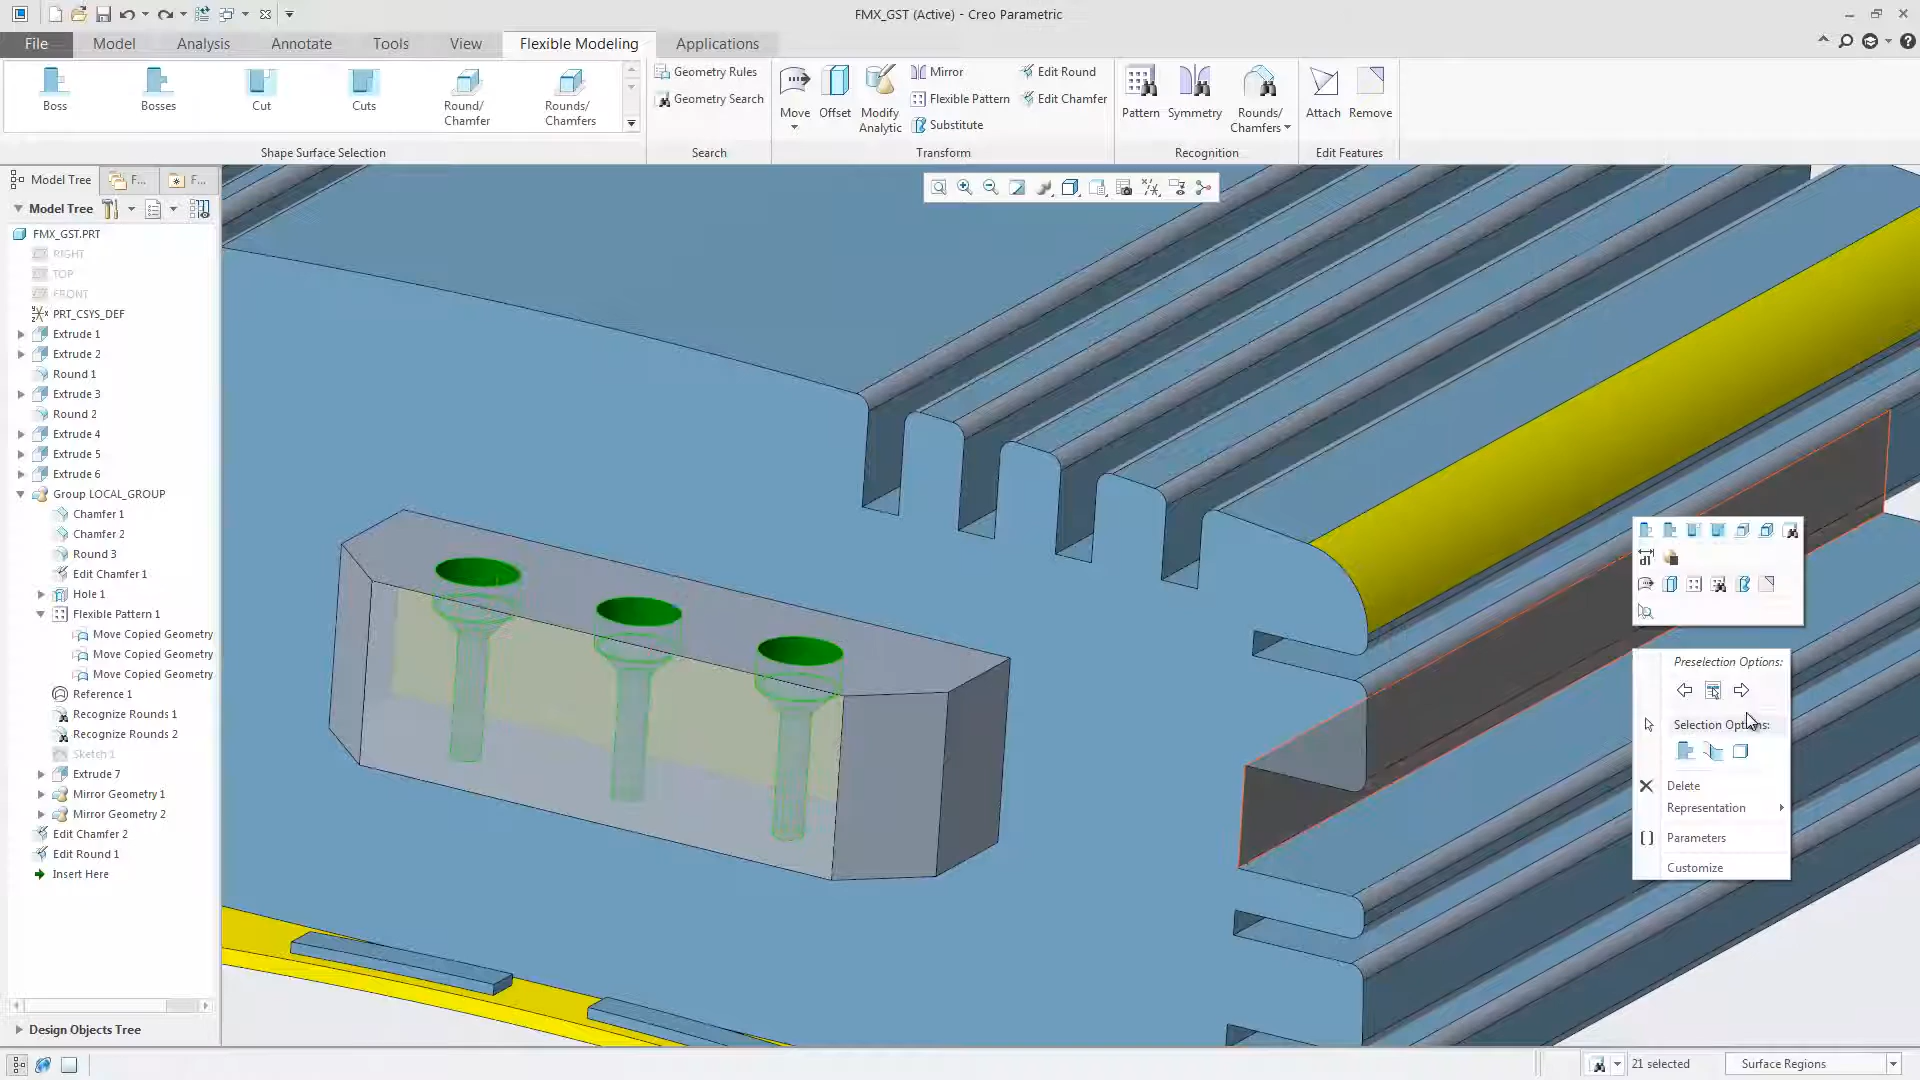 FMX_GST (Active) - Creo Parametric
File
Model
Analysis
Annotate
Tools
View
Flexible Modeling
Applications
Boss
Bosses
Cut
Cuts
Round/
Chamfer
Rounds/
Chamfers
Shape Surface Selection
Geometry Rules
Geometry Search
Search
Move
Offset
Modify
Analytic
Mirror
Flexible Pattern
Substitute
Edit Round
Edit Chamfer
Transform
Pattern
Symmetry
Rounds/
Chamfers
Recognition
Attach
Remove
Edit Features
Model Tree
F...
F...
Model Tree
FMX_GST.PRT
RIGHT
TOP
FRONT
PRT_CSYS_DEF
Extrude 1
Extrude 2
Round 1
Extrude 3
Round 2
Extrude 4
Extrude 5
Extrude 6
Group LOCAL_GROUP
Chamfer 1
Chamfer 2
Round 3
Edit Chamfer 1
Hole 1
Flexible Pattern 1
Move Copied Geometry
Move Copied Geometry
Move Copied Geometry
Reference 1
Recognize Rounds 1
Recognize Rounds 2
Sketch 1
Extrude 7
Mirror Geometry 1
Mirror Geometry 2
Edit Chamfer 2
Edit Round 1
Insert Here
Design Objects Tree
Preselection Options:
Selection Options:
Delete
Representation
Parameters
Customize
21 selected
Surface Regions